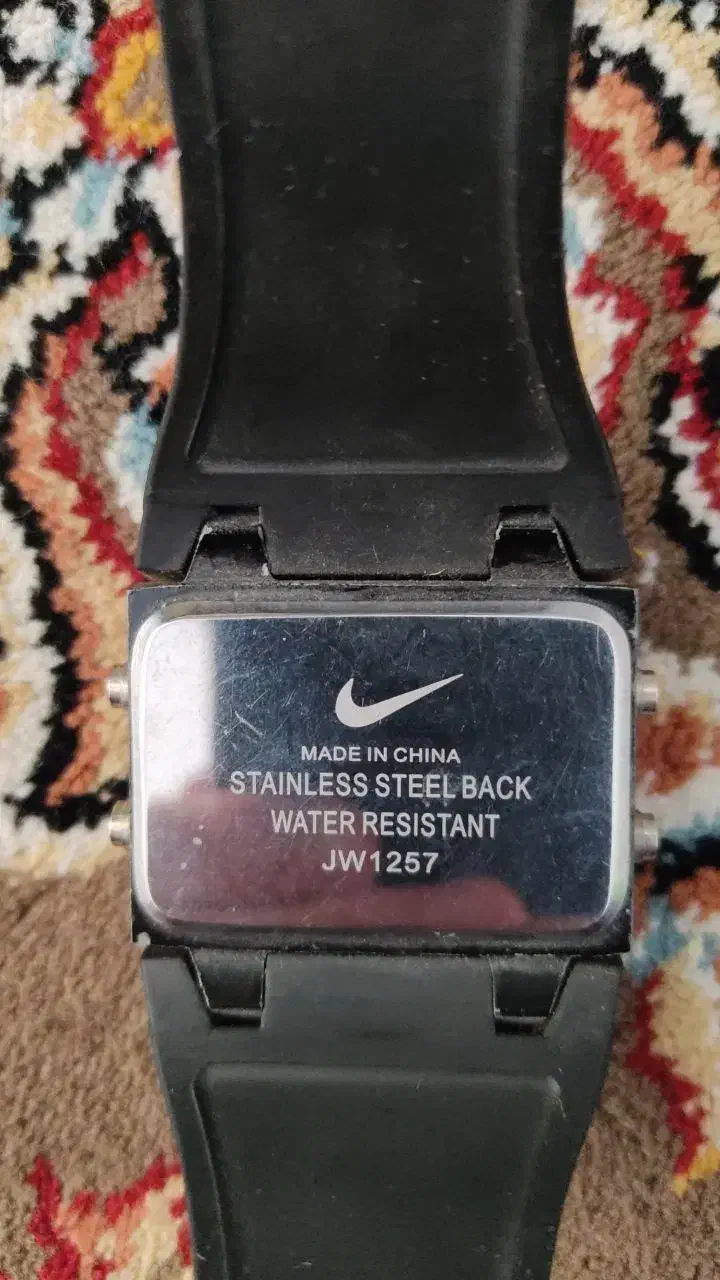 MADE IN CHINA
STAINLESS STEEL BACK
WATER RESISTANT
JW1257